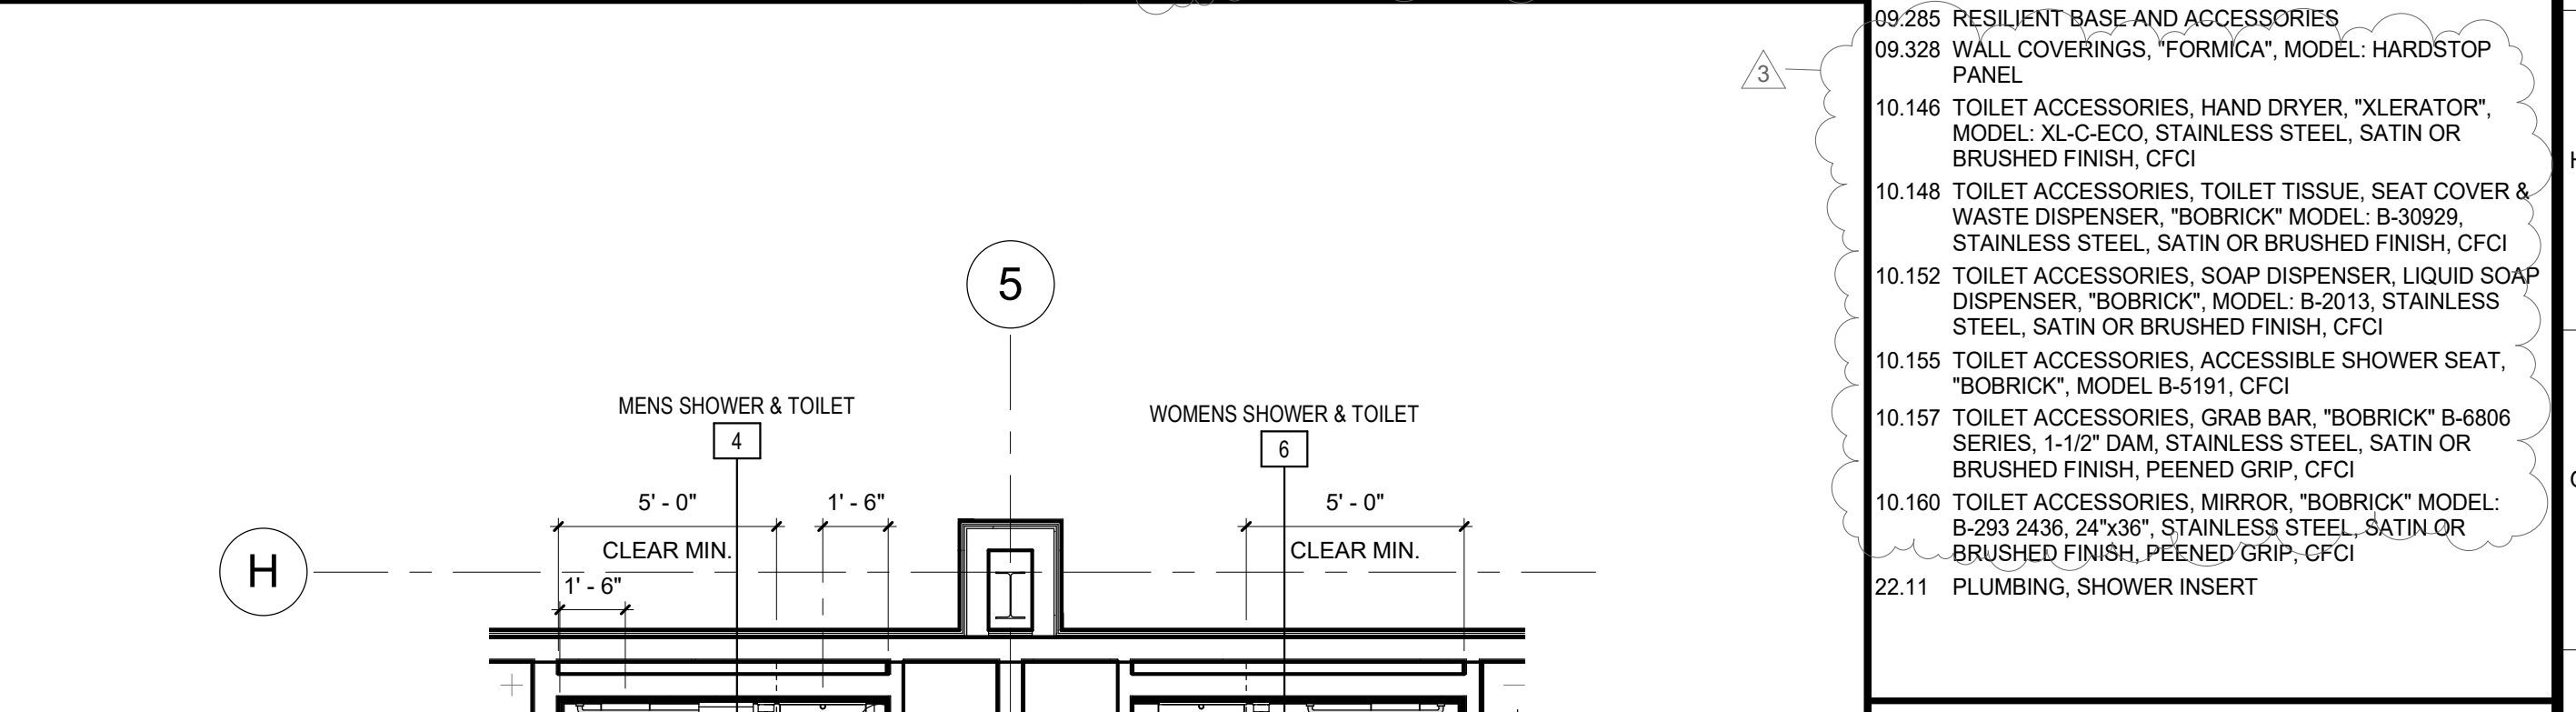 09.285 RESILIENT BASE AND ACCESSORIES
09.328 WALL COVERINGS, "FORMICA", MODEL: HARDSTOP
PANEL
10.146 TOILET ACCESSORIES, HAND DRYER, "XLERATOR",
MODEL: XL-C-ECO, STAINLESS STEEL, SATIN OR
BRUSHED FINISH, CFCI
10.148 TOILET ACCESSORIES, TOILET TISSUE, SEAT COVER &
WASTE DISPENSER, "BOBRICK" MODEL: B-30929,
STAINLESS STEEL, SATIN OR BRUSHED FINISH, CFCI
10.152 TOILET ACCESSORIES, SOAP DISPENSER, LIQUID SOAP
DISPENSER, "BOBRICK", MODEL: B-2013, STAINLESS
STEEL, SATIN OR BRUSHED FINISH, CFCI
10.155 TOILET ACCESSORIES, ACCESSIBLE SHOWER SEAT,
"BOBRICK", MODEL B-5191, CFCI
10.157 TOILET ACCESSORIES, GRAB BAR, "BOBRICK" B-6806
SERIES, 1-1/2" DAM, STAINLESS STEEL, SATIN OR
BRUSHED FINISH, PEENED GRIP, CFCI
10.160 TOILET ACCESSORIES, MIRROR, "BOBRICK" MODEL:
B-293 2436, 24"x36", STAINLESS STEEL, SATIN OR
BRUSHED FINISH, PEENED GRIP, CFCI
22.11 PLUMBING, SHOWER INSERT
3
5
MENS SHOWER & TOILET
4
WOMENS SHOWER & TOILET
6
5' - 0"
1' - 6"
5' - 0"
CLEAR MIN.
CLEAR MIN.
H
1' - 6"